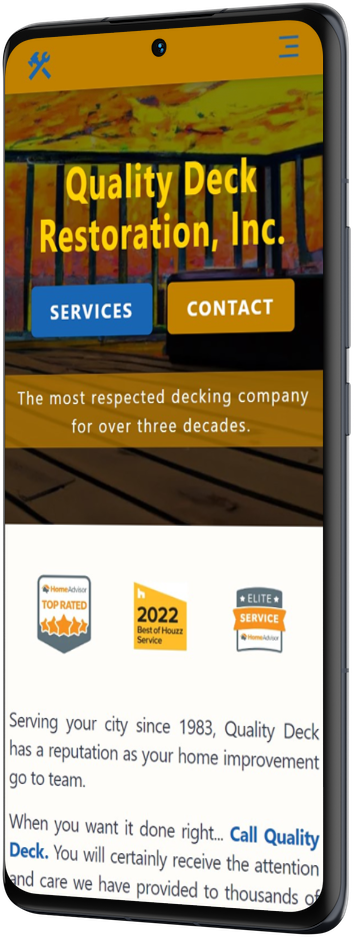 Quality Deck
Restoration, Inc.
SERVICES
CONTACT
The most respected decking company
for over three decades.
HomeAdvisor
TOP RATED
2022
Best of Houzz
Service
ELITE
SERVICE
HomeAdvisor
Serving your city since 1983, Quality Deck
has a reputation as your home improvement
go to team.
When you want it done right... Call Quality
Deck. You will certainly receive the attention
and care we have provided to thousands of